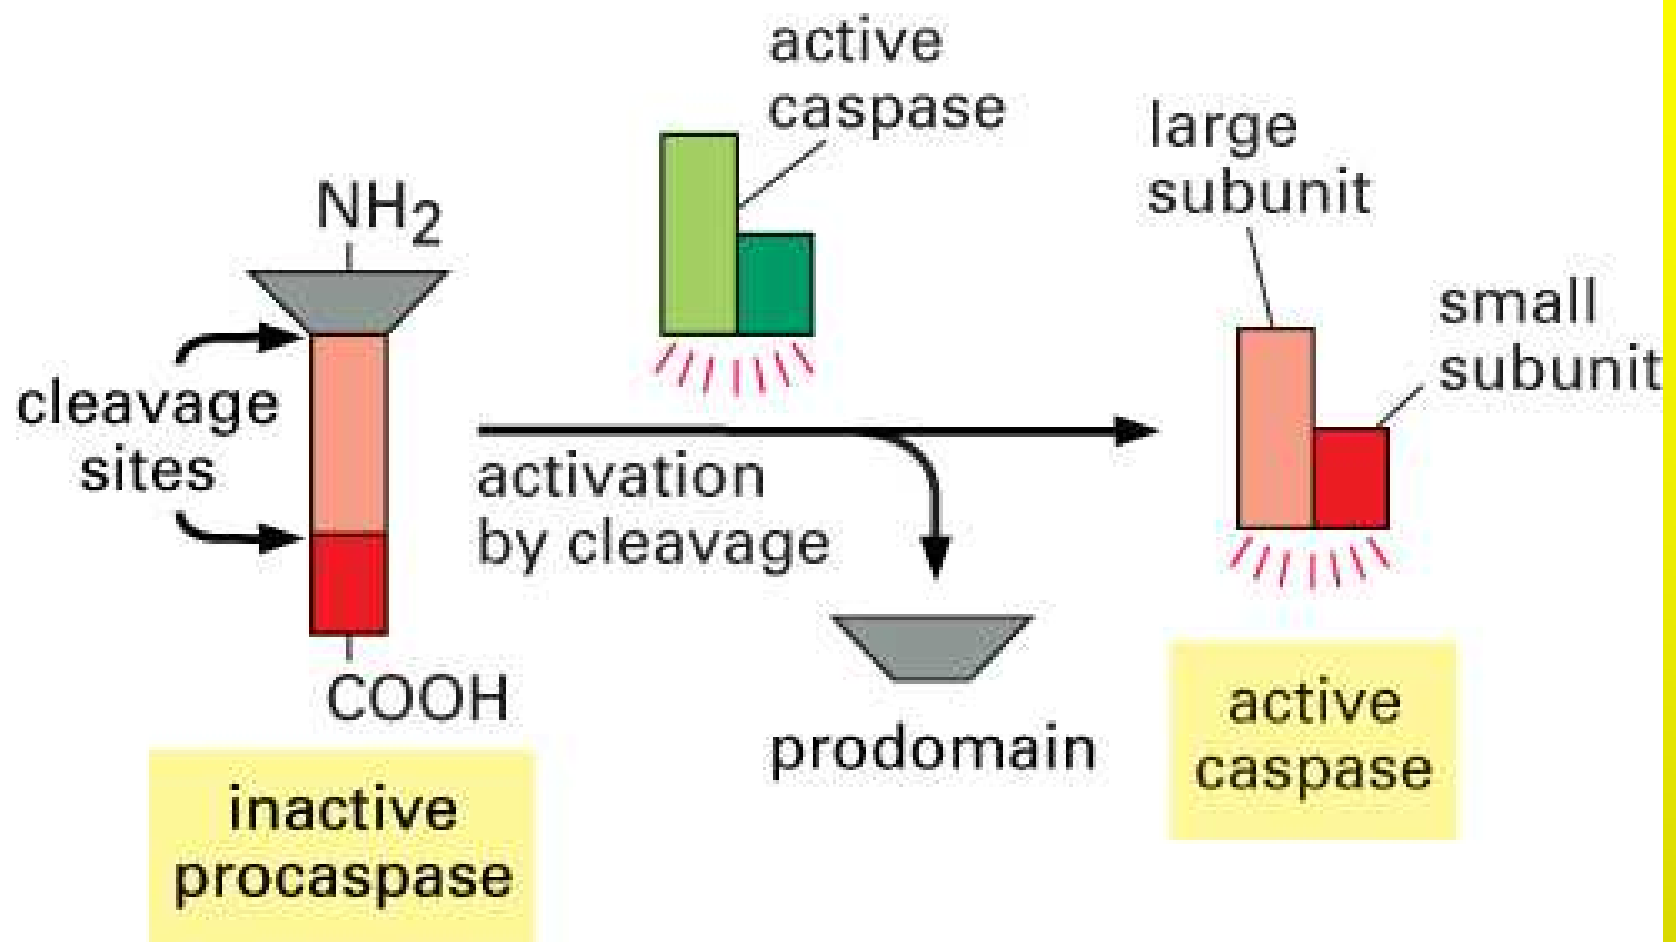 active
caspase
large
subunit
NH2
small
subunit
cleavage
sites
activation
by cleavage
COOH
prodomain
active
caspase
inactive
procaspase